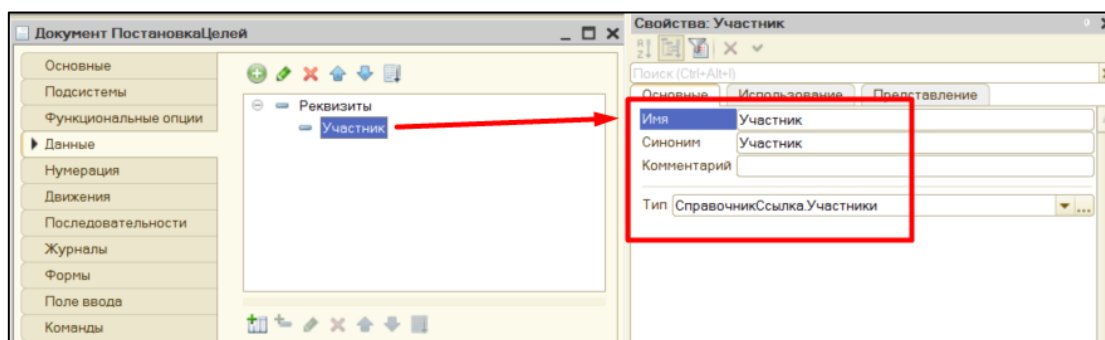 Документ ПостановкаЦелей
Основные
Подсистемы
Функциональные опции
Данные
Нумерация
Движения
Последовательности
Журналы
Формы
Поле ввода
Команды
Реквизиты
Участник
Свойства: Участник
Поиск (Ctrl+Alt+I)
Основные Использование Представление
Имя Участник
Синоним Участник
Комментарий
Тип СправочникСсылка.Участники